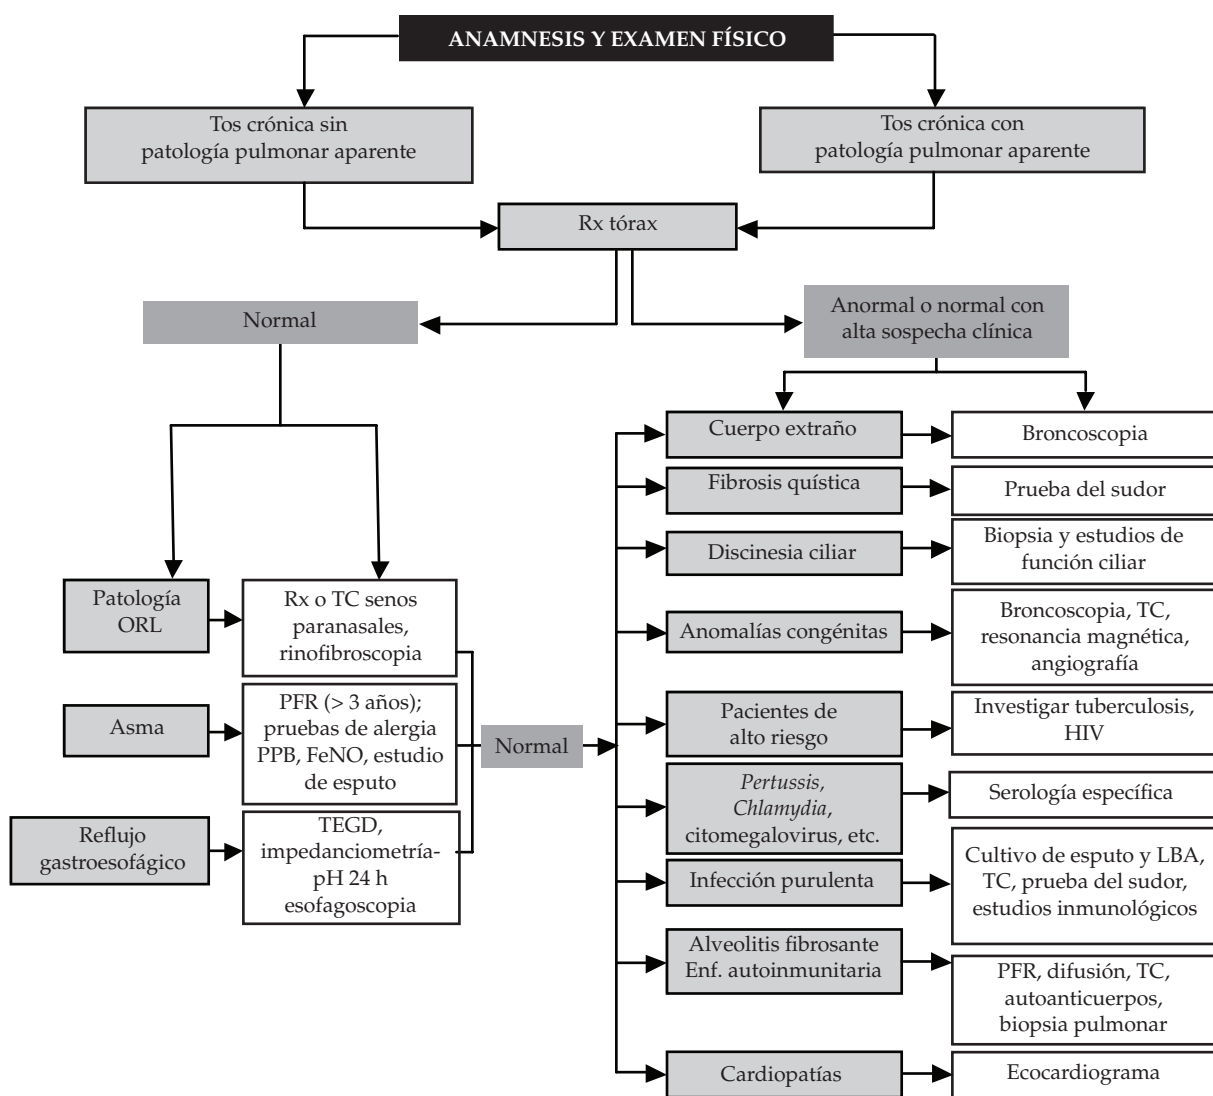 ANAMNESIS Y EXAMEN FÍSICO
Tos crónica sin
patología pulmonar aparente
Tos crónica con
patología pulmonar aparente
Rx tórax
Normal
Anormal o normal con
alta sospecha clínica
Patología
ORL
Rx o TC senos
paranasales,
rinofibroscopia
Asma
PFR (> 3 años);
pruebas de alergia
PPB, FeNO, estudio
de esputo
Reflujo
gastroesofágico
TEGD,
impedanciometría-
pH 24 h
esofagoscopia
Normal
Cuerpo extraño
Broncoscopia
Fibrosis quística
Prueba del sudor
Discinesia ciliar
Biopsia y estudios de
función ciliar
Anomalías congénitas
Broncoscopia, TC,
resonancia magnética,
angiografía
Pacientes de
alto riesgo
Investigar tuberculosis,
HIV
Pertussis,
Chlamydia,
citomegalovirus, etc.
Serología específica
Infección purulenta
Cultivo de esputo y LBA,
TC, prueba del sudor,
estudios inmunológicos
Alveolitis fibrosante
Enf. autoinmunitaria
PFR, difusión, TC,
autoanticuerpos,
biopsia pulmonar
Cardiopatías
Ecocardiograma